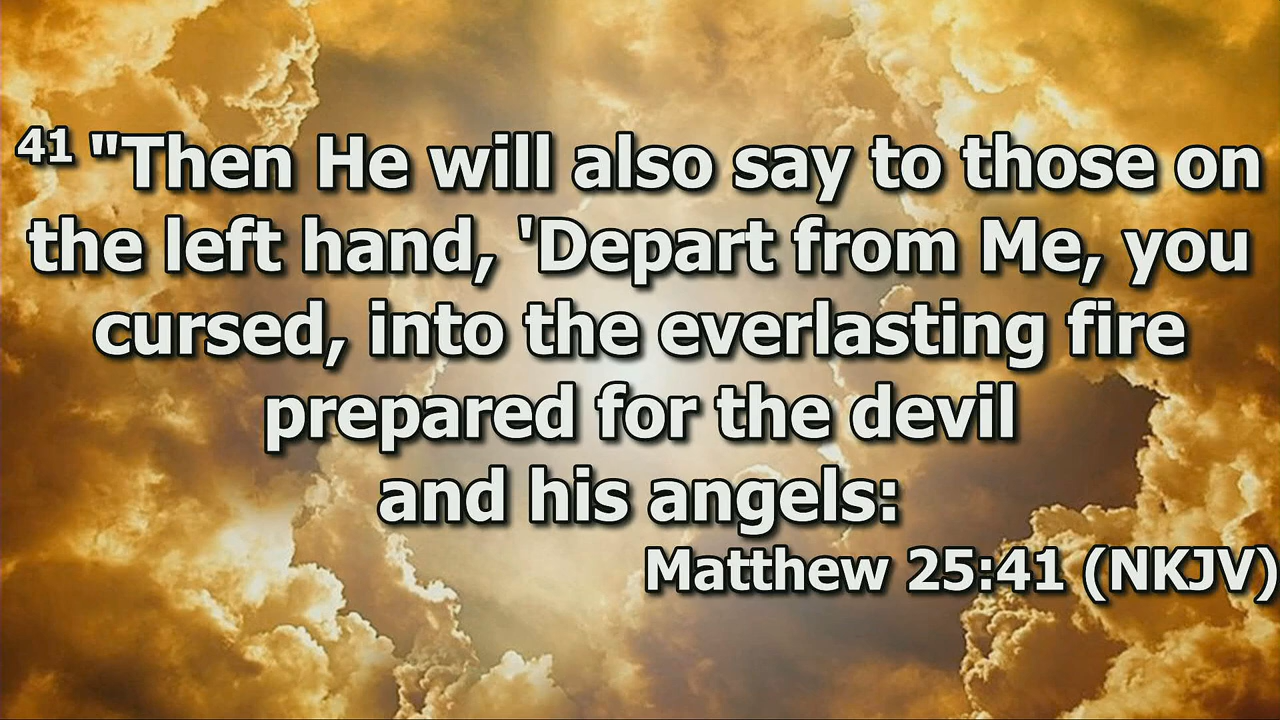 41 "Then He will also say to those on
the left hand, 'Depart from Me, you
cursed, into the everlasting fire
prepared for the devil
and his angels:
Matthew 25:41 (NKJV)